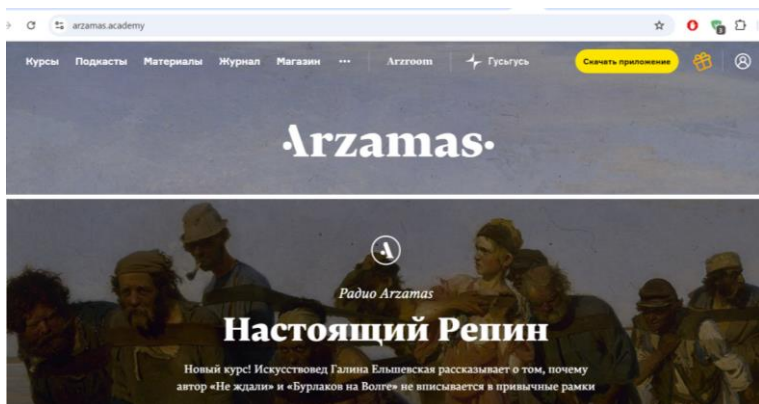 arzamas.academy
3
Курсы Подкасты Материалы Журнал Магазин ••• Arzroom Гусьгусь Скачать приложение
Arzamas
Радио Arzamas
Настоящий Репин
Новый курс! Искусствовед Галина Ельшевская рассказывает о том, почему
автор «Не ждали» и «Бурлаков на Волге» не вписывается в привычные рамки